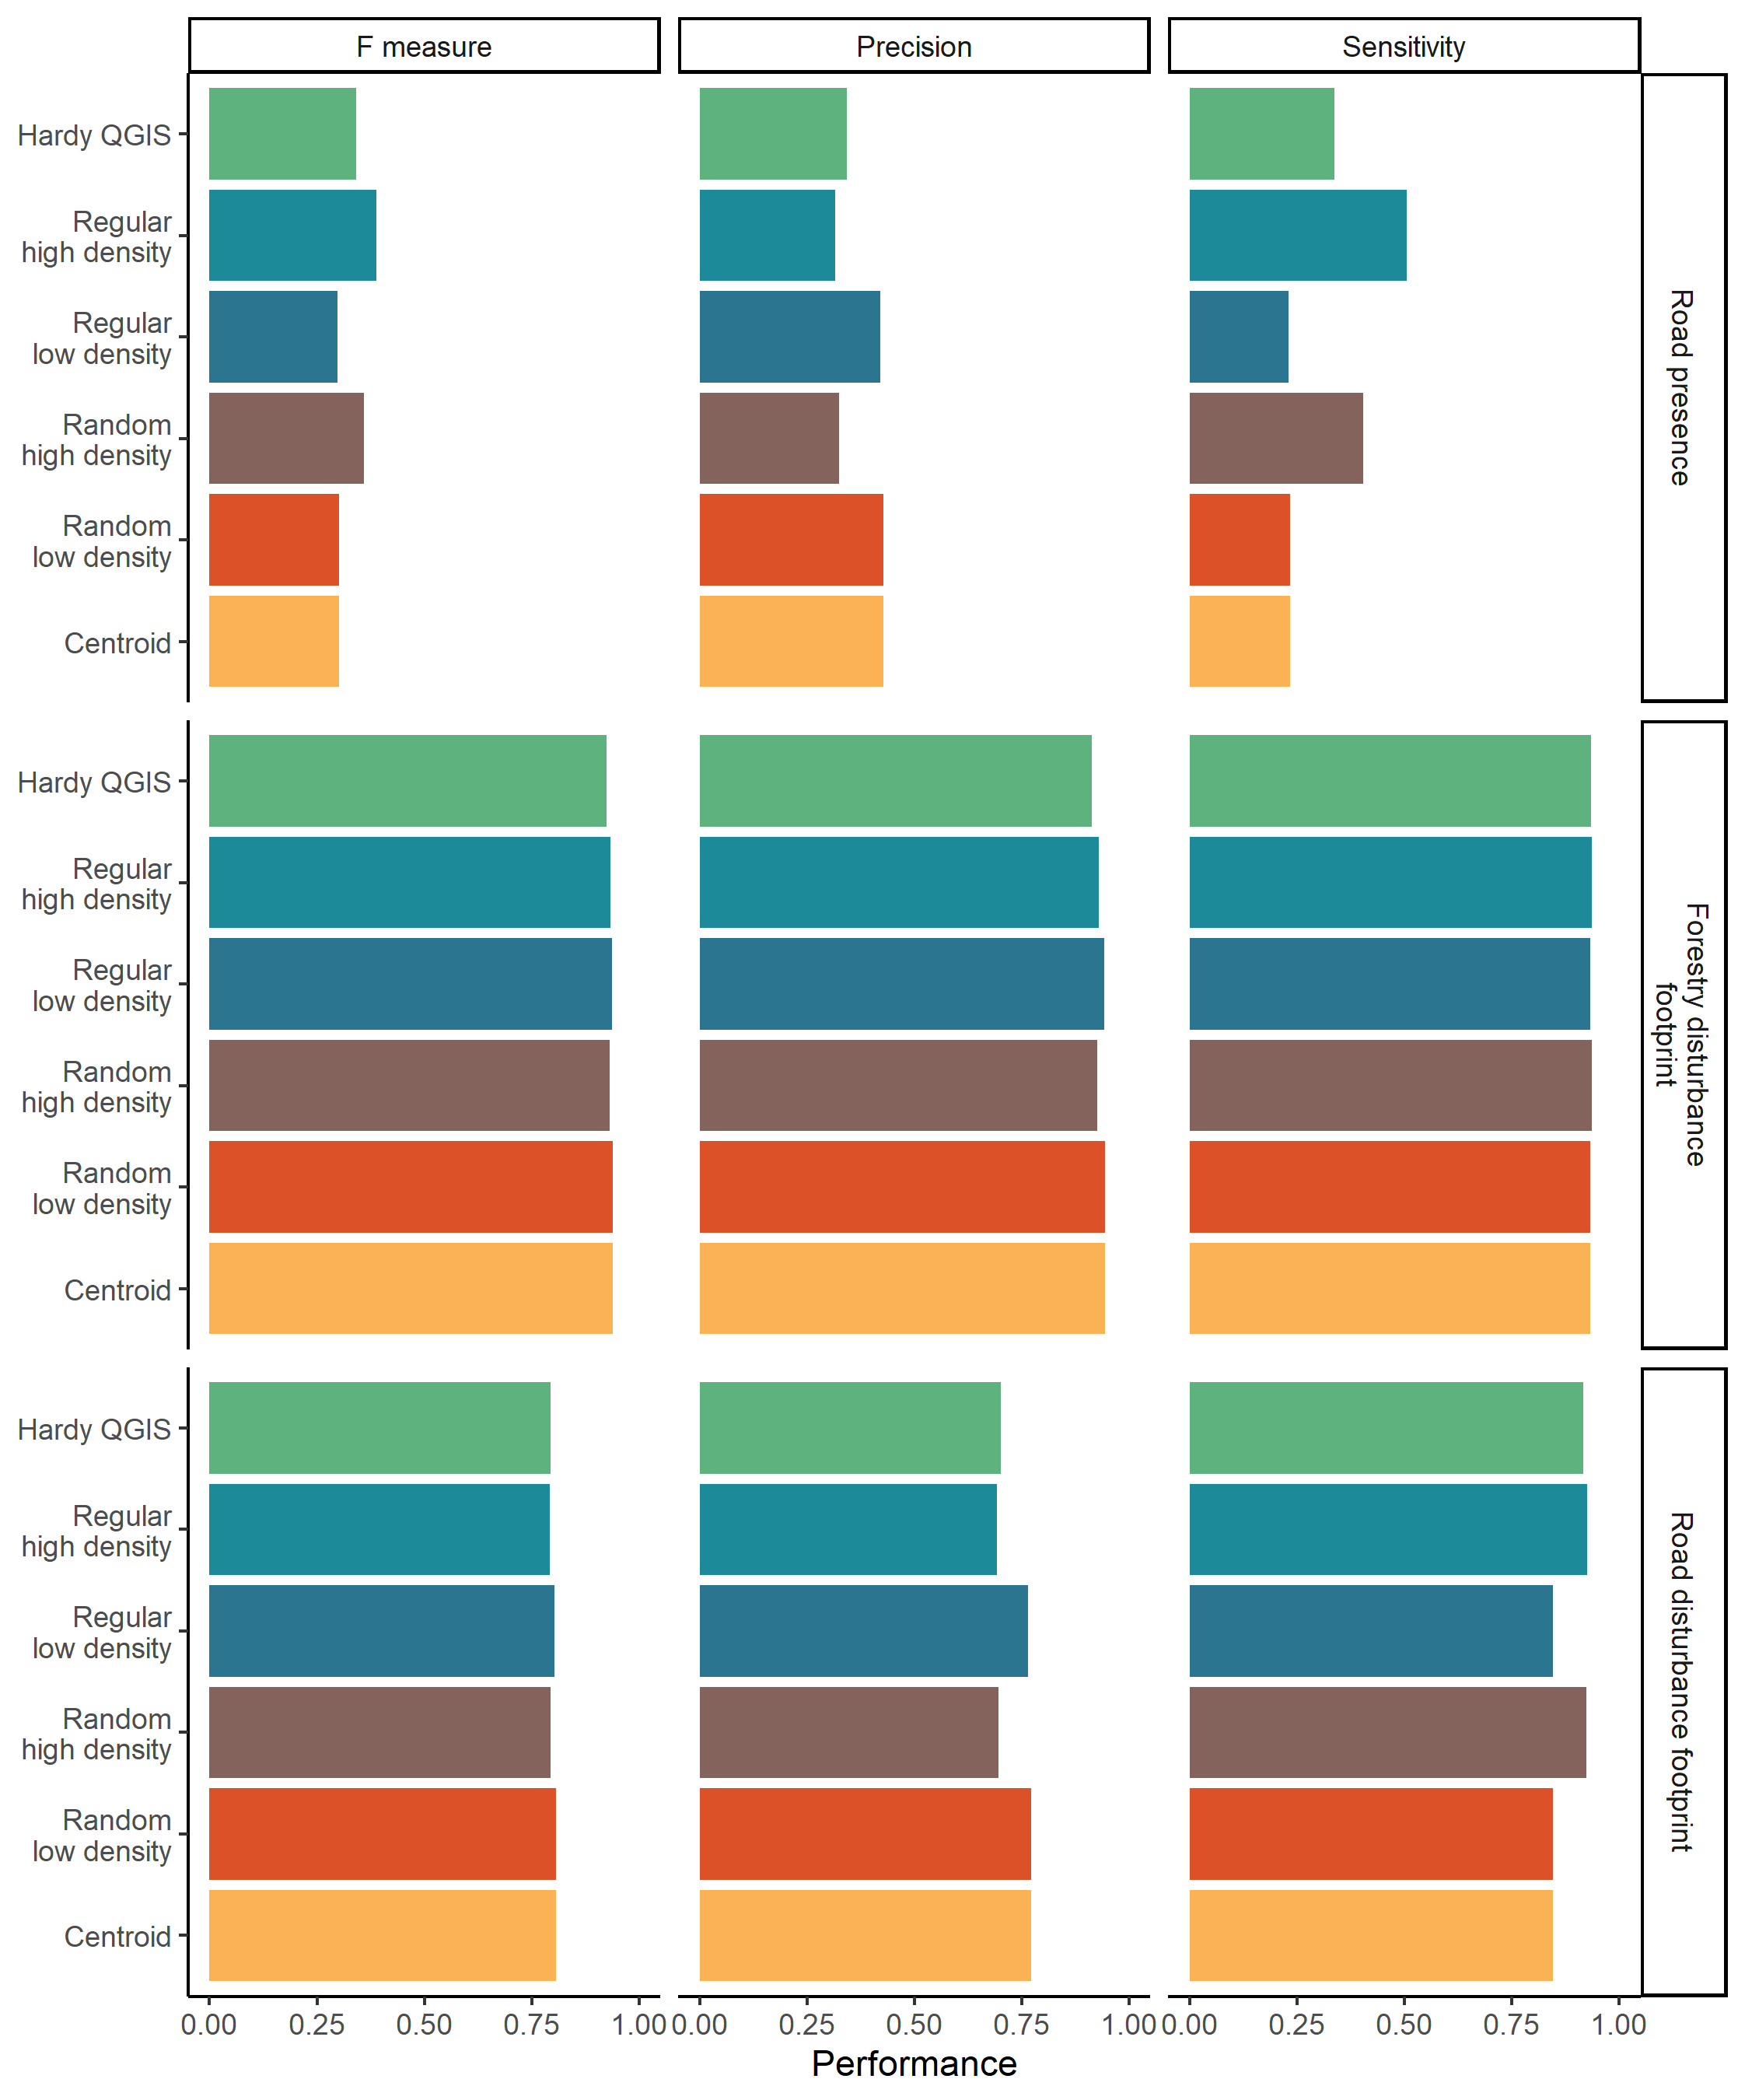 F measure
Precision
Sensitivity
Hardy QGIS
Regular
high density
Regular
low density
Random
high density
Random
low density
Centroid
Road presence
Hardy QGIS
Regular
high density
Regular
low density
Random
high density
Random
low density
Centroid
Forestry disturbance
footprint
Hardy QGIS
Regular
high density
Regular
low density
Random
high density
Random
low density
Centroid
Road disturbance footprint
0.00 0.25 0.50 0.75 1.00 0.00 0.25 0.50 0.75 1.00 0.00 0.25 0.50 0.75 1.00
Performance